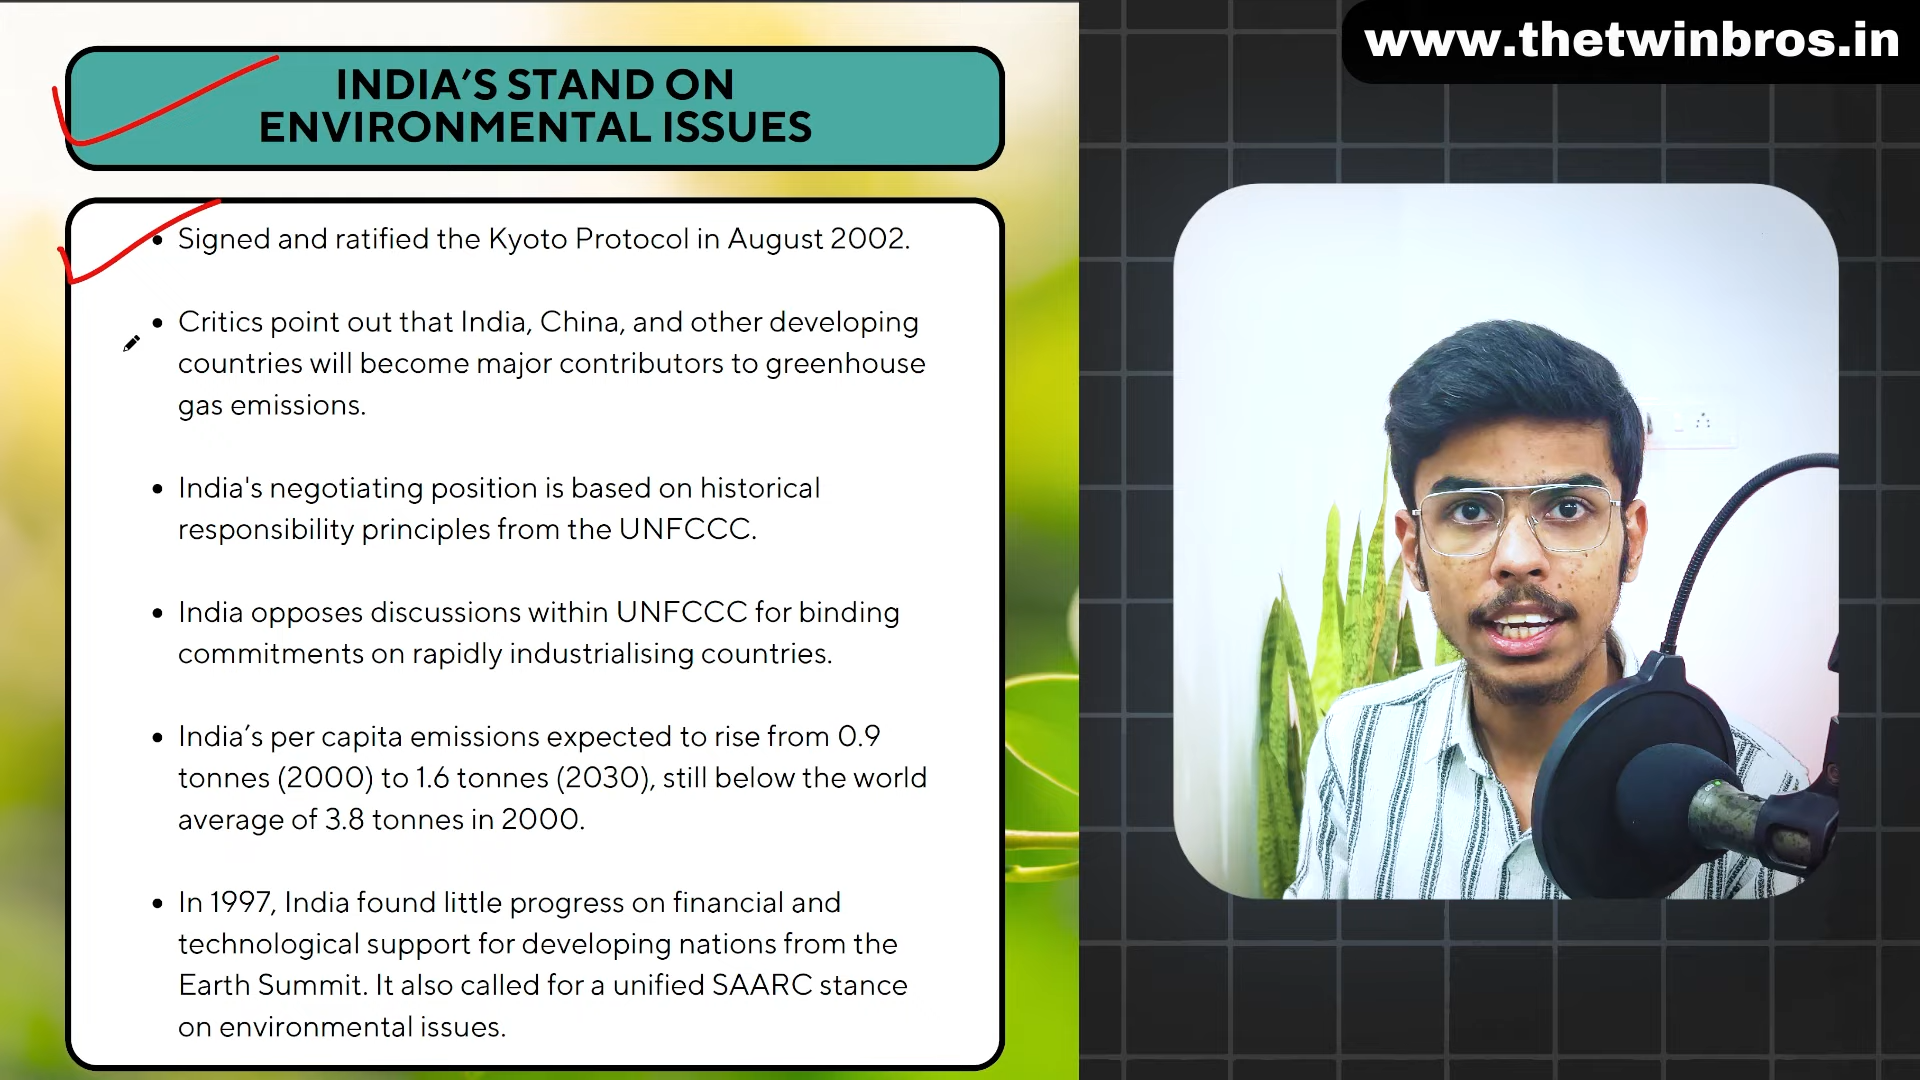 www.thetwinbros.in
INDIA’S STAND ON
ENVIRONMENTAL ISSUES
• Signed and ratified the Kyoto Protocol in August 2002.
• Critics point out that India, China, and other developing
countries will become major contributors to greenhouse
gas emissions.
• India's negotiating position is based on historical
responsibility principles from the UNFCCC.
• India opposes discussions within UNFCCC for binding
commitments on rapidly industrialising countries.
• India’s per capita emissions expected to rise from 0.9
tonnes (2000) to 1.6 tonnes (2030), still below the world
average of 3.8 tonnes in 2000.
• In 1997, India found little progress on financial and
technological support for developing nations from the
Earth Summit. It also called for a unified SAARC stance
on environmental issues.